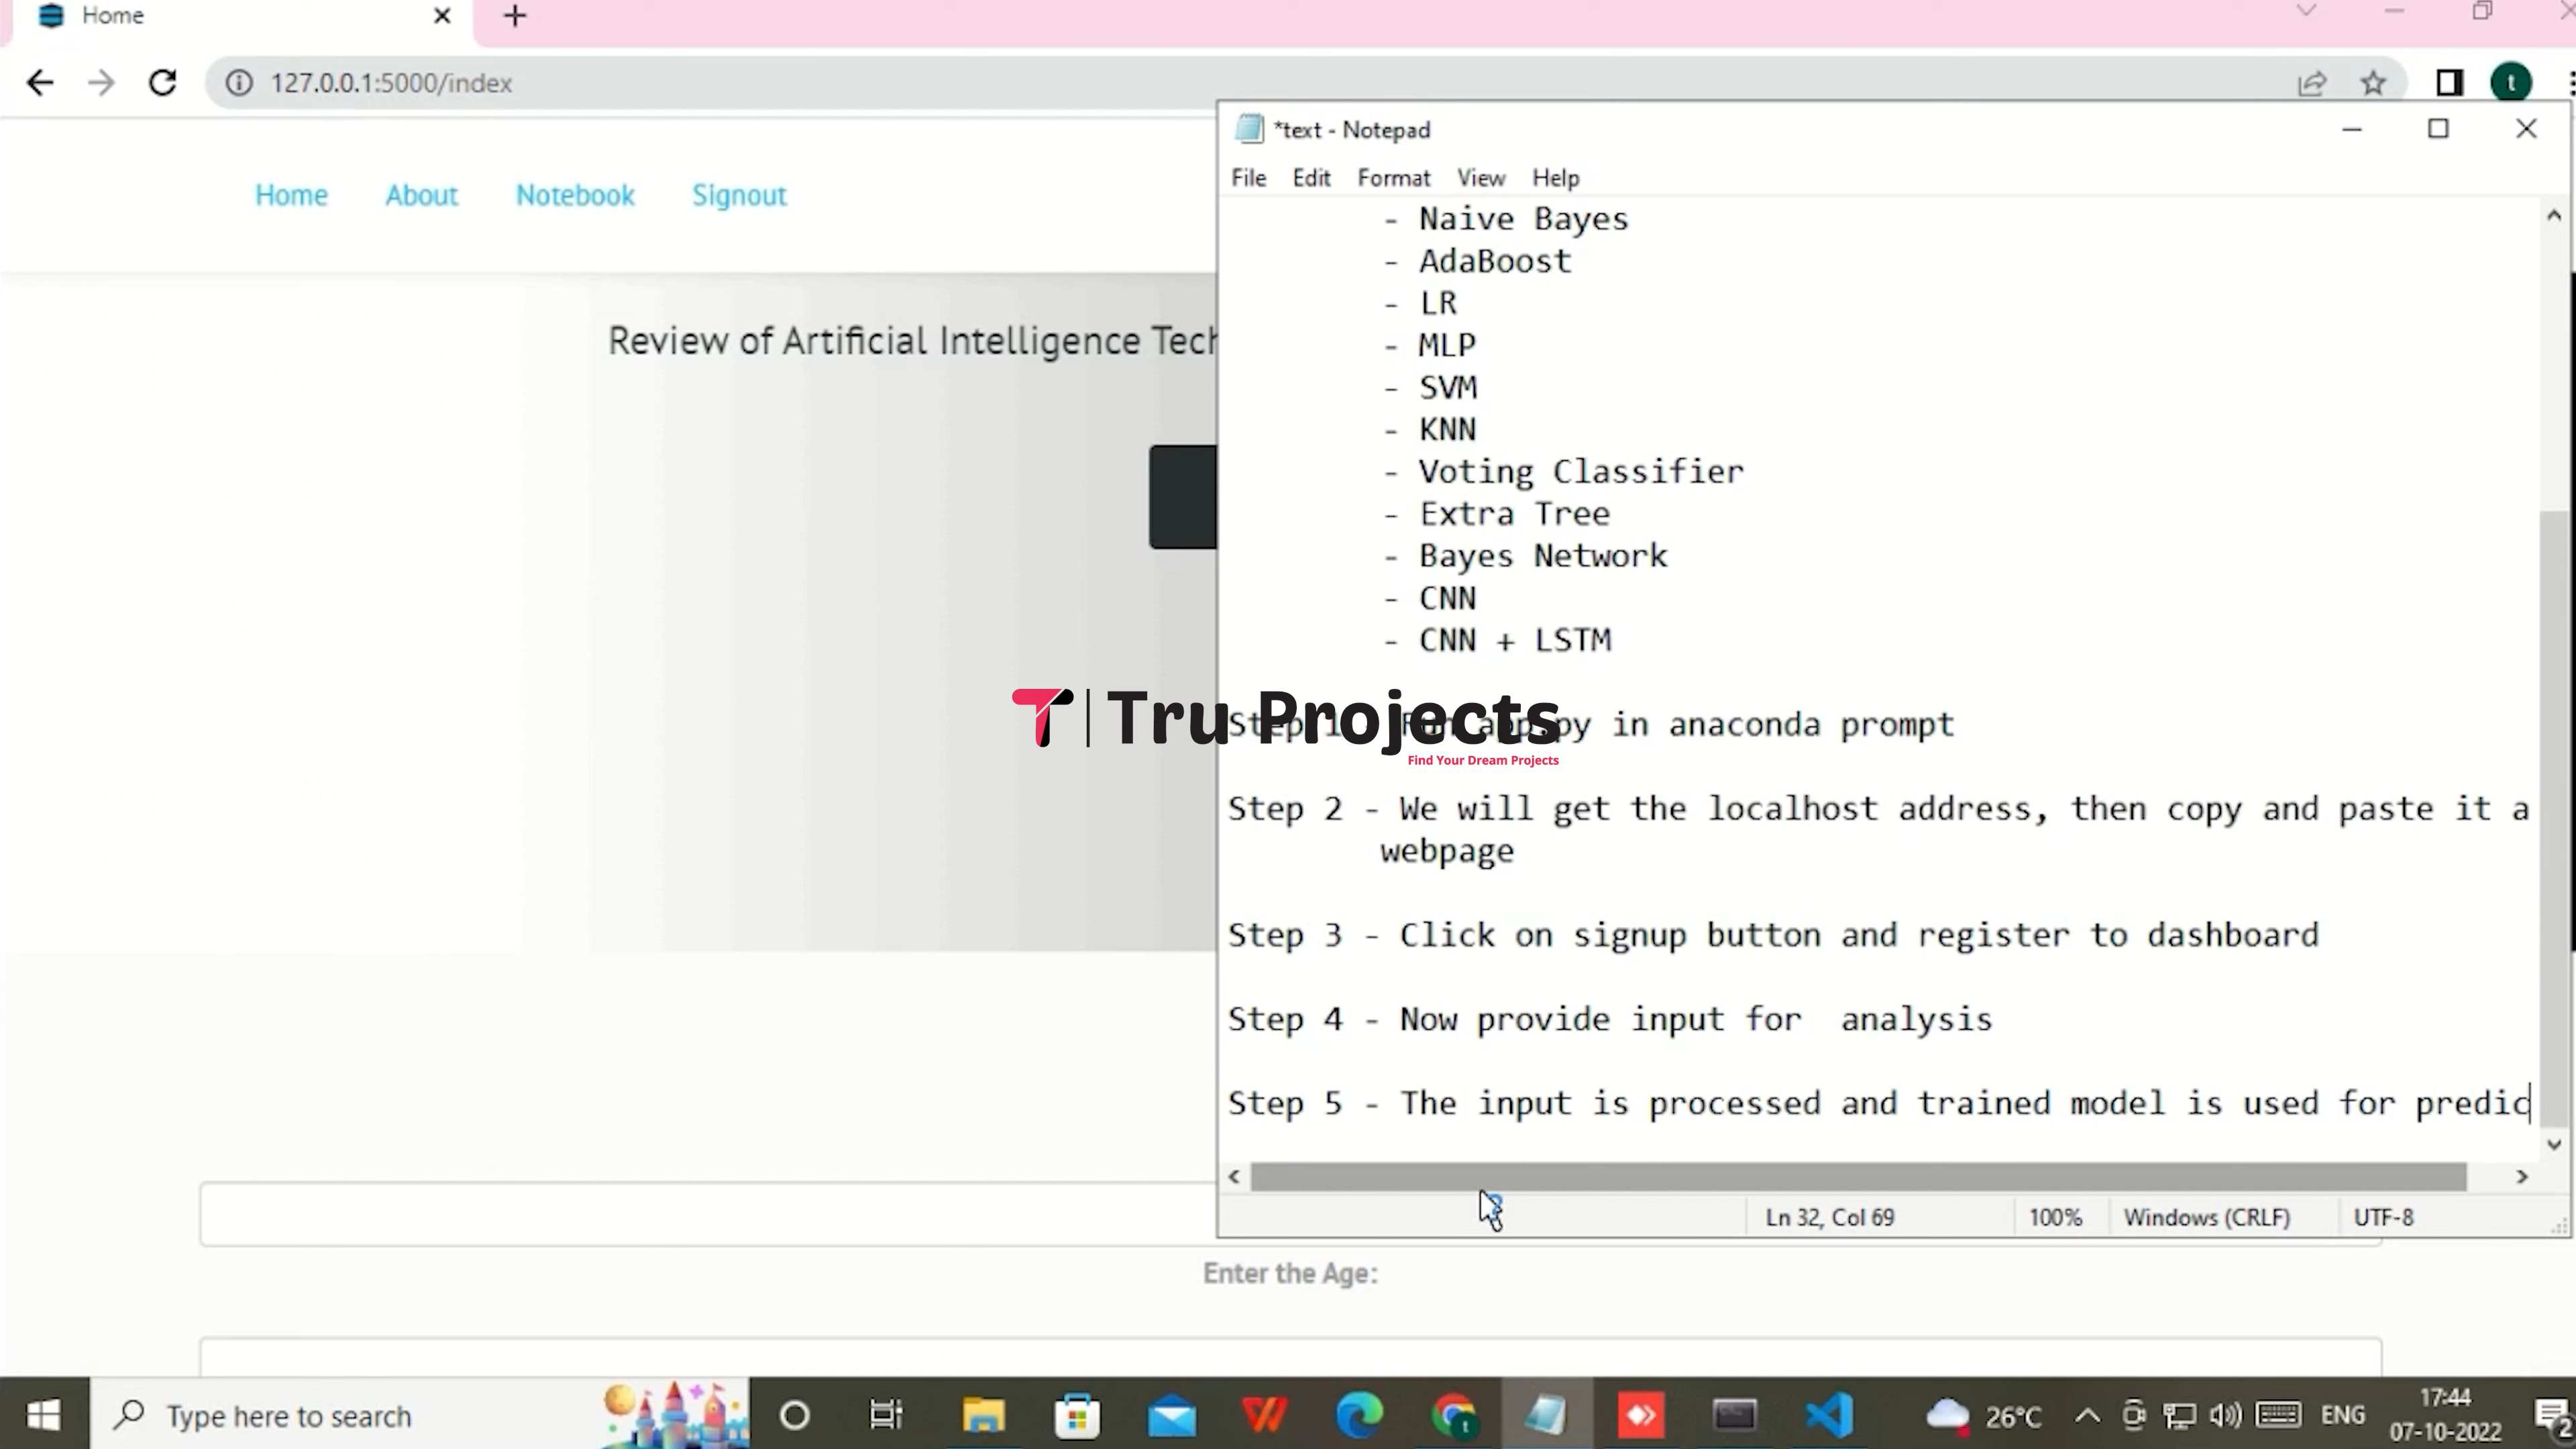 Home
127.0.0.1:5000/index
t
*text - Notepad
File Edit Format View Help
Home About Notebook Signout
- Naive Bayes
- AdaBoost
- LR
- MLP
- SVM
- KNN
- Voting Classifier
- Extra Tree
- Bayes Network
- CNN
- CNN + LSTM
Review of Artificial Intelligence Tech
Tru Projects
Find Your Dream Projects
Step 1 - Run app.py in anaconda prompt
Step 2 - We will get the localhost address, then copy and paste it a
webpage
Step 3 - Click on signup button and register to dashboard
Step 4 - Now provide input for  analysis
Step 5 - The input is processed and trained model is used for predic
Ln 32, Col 69 100% Windows (CRLF) UTF-8
Enter the Age:
Type here to search
26°C ENG 17:44
07-10-2022
2